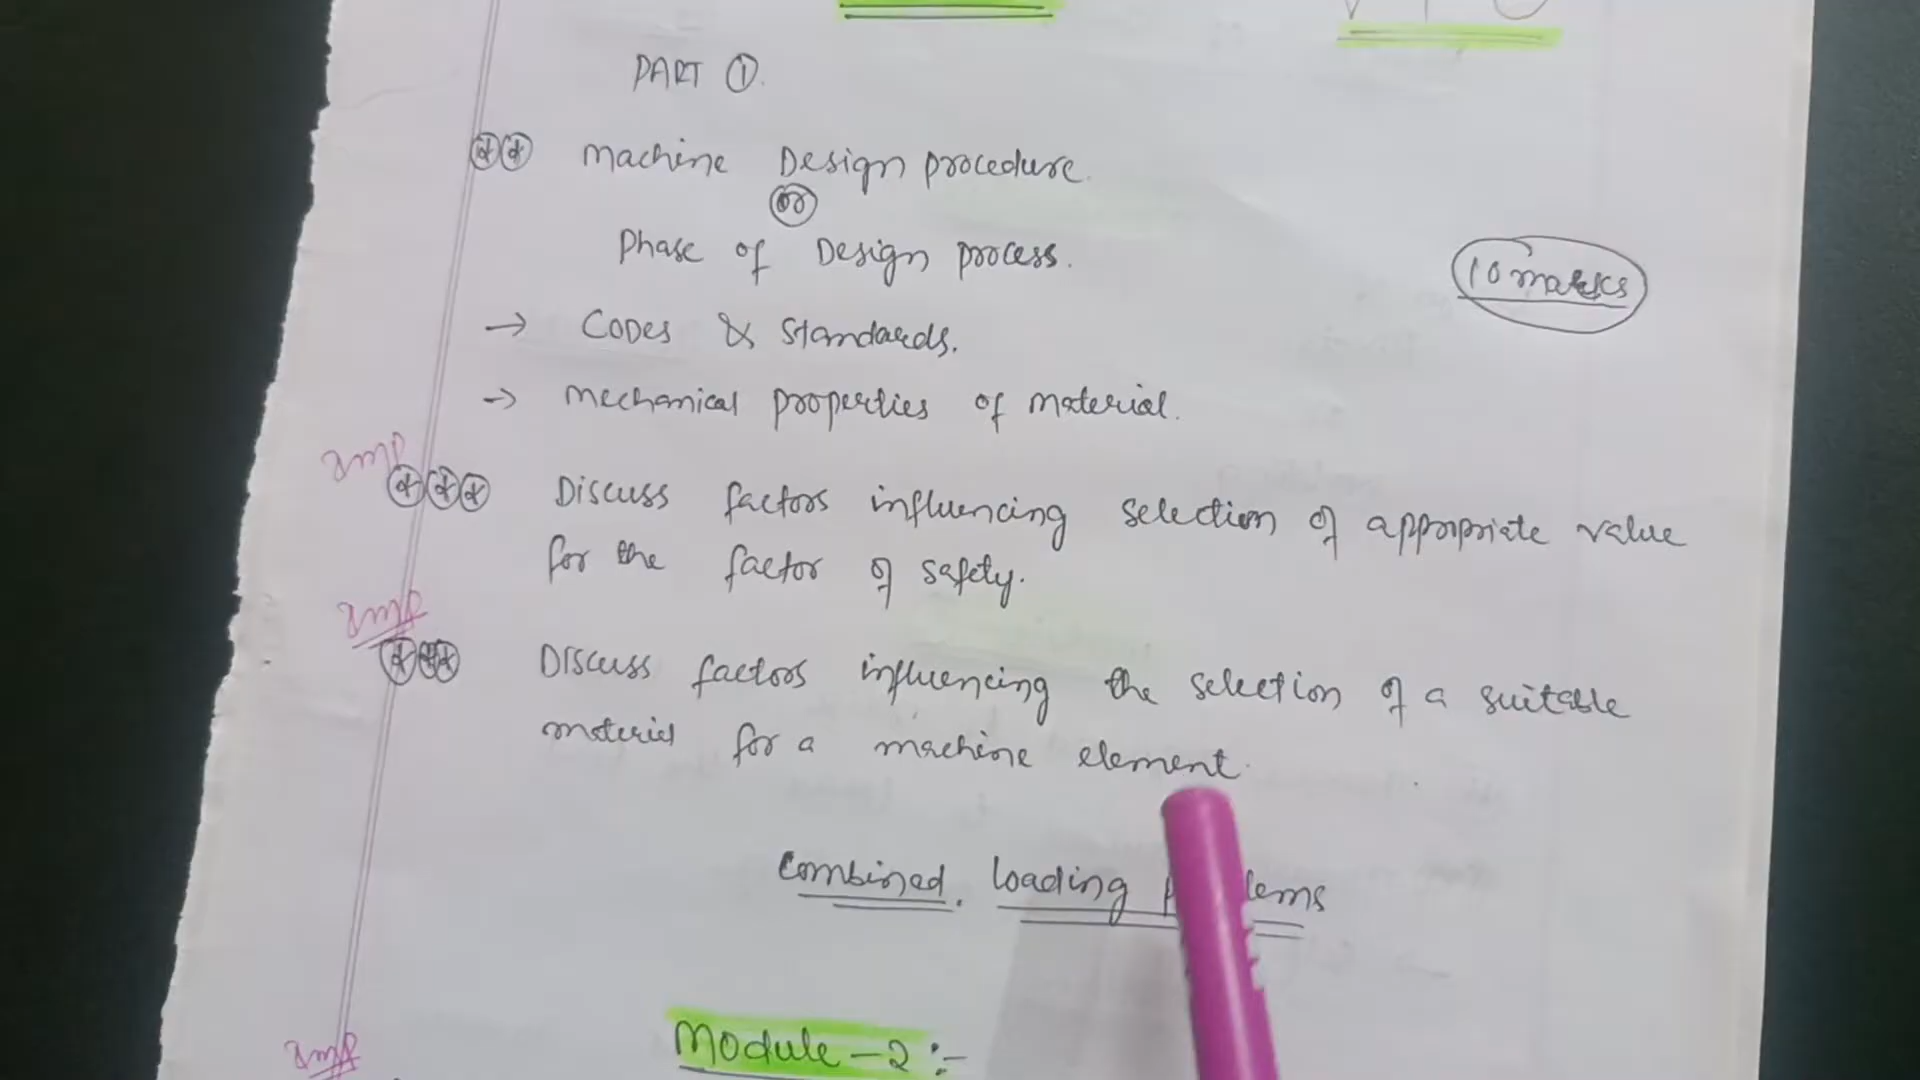 PART ①.
Machine Design procedure.
or
Phase of Design process.
10 marks
→ Codes & Standards.
→ Mechanical properties of material.
Imp
Discuss factors influencing selection of appropriate value
for the factor of safety.
Imp
Discuss factors influencing the selection of a suitable
material for a machine element.
Combined. loading
Imp
Module-2:-